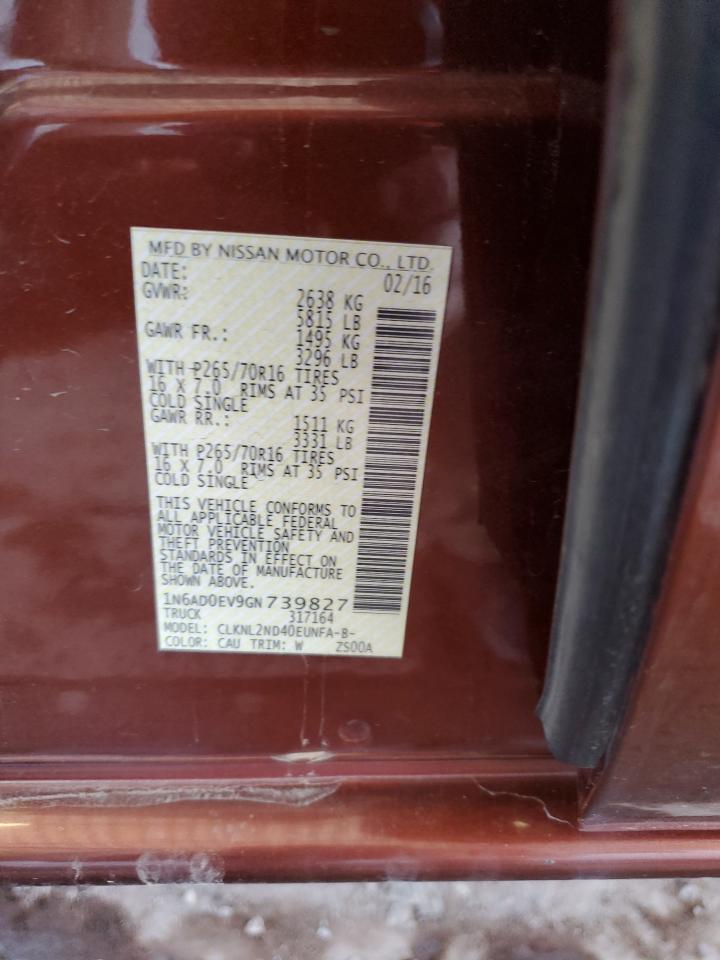 MFD BY NISSAN MOTOR CO., LTD.
DATE: 02/16
GVWR: 2638 KG
5815 LB
GAWR FR.: 1495 KG
3296 LB
WITH P265/70R16 TIRES
16 X 7.0 RIMS AT 35 PSI
COLD SINGLE
GAWR RR.: 1511 KG
3331 LB
WITH P265/70R16 TIRES
16 X 7.0 RIMS AT 35 PSI
COLD SINGLE
THIS VEHICLE CONFORMS TO
ALL APPLICABLE FEDERAL
MOTOR VEHICLE SAFETY AND
THEFT PREVENTION
STANDARDS IN EFFECT ON
THE DATE OF MANUFACTURE
SHOWN ABOVE.
1N6AD0EV9GN739827
TRUCK 317164
MODEL: CLKNL2ND40EUNFA-B-
COLOR: CAU TRIM: W ZS00A